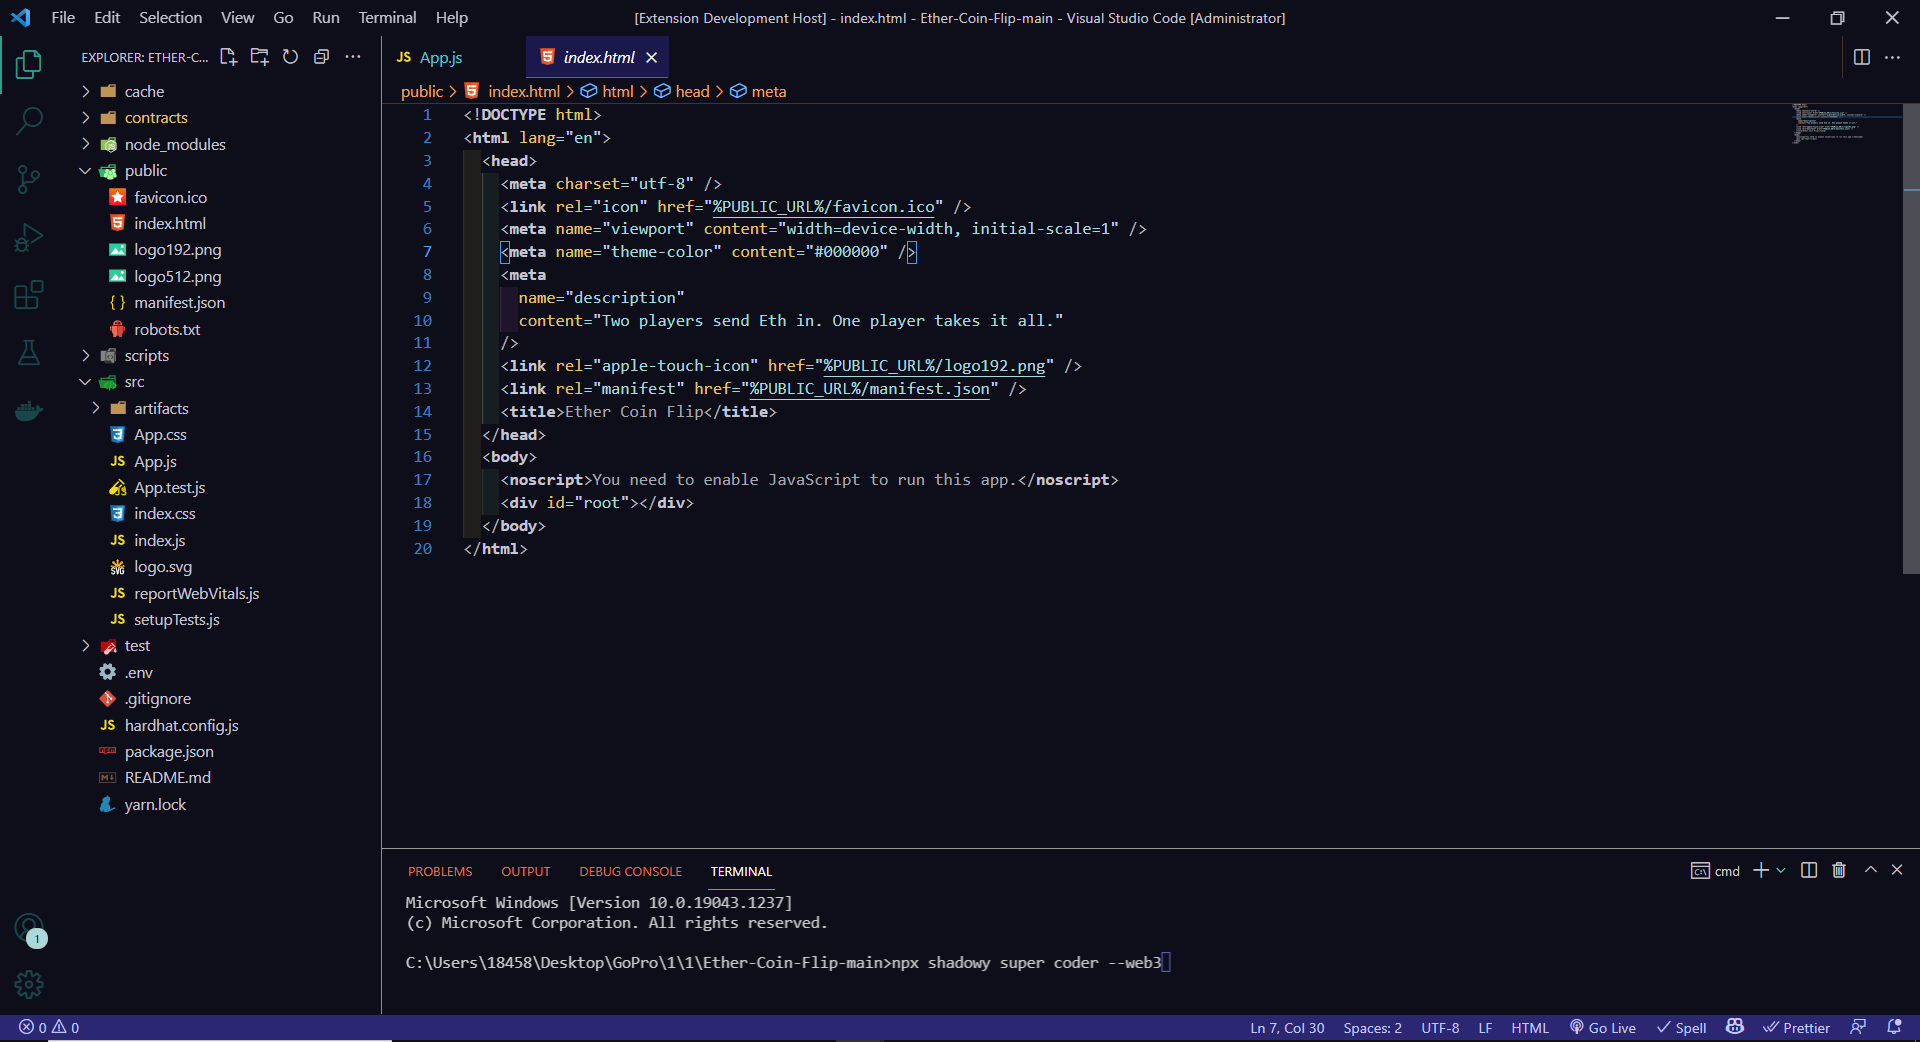 File Edit Selection View Go Run Terminal Help
[Extension Development Host] - index.html - Ether-Coin-Flip-main - Visual Studio Code [Administrator]
EXPLORER: ETHER-C...
cache
contracts
node_modules
public
favicon.ico
index.html
logo192.png
logo512.png
{} manifest.json
robots.txt
scripts
src
artifacts
App.css
JS App.js
App.test.js
index.css
JS index.js
SVG logo.svg
JS reportWebVitals.js
JS setupTests.js
test
.env
.gitignore
JS hardhat.config.js
package.json
README.md
yarn.lock
1
JS App.js
index.html
public > index.html > html > head > meta
1 <!DOCTYPE html>
2 <html lang="en">
3 <head>
4 <meta charset="utf-8" />
5 <link rel="icon" href="%PUBLIC_URL%/favicon.ico" />
6 <meta name="viewport" content="width=device-width, initial-scale=1" />
7 <meta name="theme-color" content="#000000" />
8 <meta
9 name="description"
10 content="Two players send Eth in. One player takes it all."
11 />
12 <link rel="apple-touch-icon" href="%PUBLIC_URL%/logo192.png" />
13 <link rel="manifest" href="%PUBLIC_URL%/manifest.json" />
14 <title>Ether Coin Flip</title>
15 </head>
16 <body>
17 <noscript>You need to enable JavaScript to run this app.</noscript>
18 <div id="root"></div>
19 </body>
20 </html>
PROBLEMS OUTPUT DEBUG CONSOLE TERMINAL
cmd
Microsoft Windows [Version 10.0.19043.1237]
(c) Microsoft Corporation. All rights reserved.
C:\Users\18458\Desktop\GoPro\1\1\Ether-Coin-Flip-main>npx shadowy super coder --web3
0 0
Ln 7, Col 30 Spaces: 2 UTF-8 LF HTML Go Live Spell Prettier